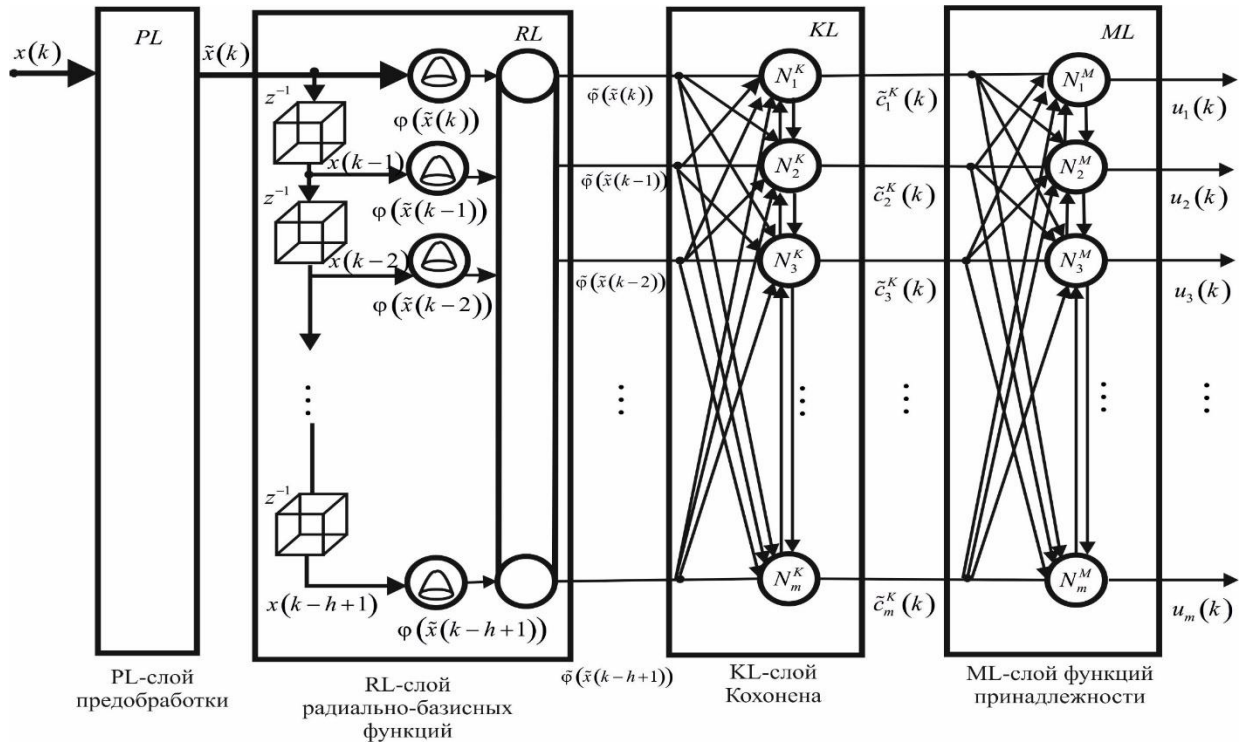 x(k)
PL
x̃(k)
RL
z⁻¹
φ(x̃(k))
x(k−1)
z⁻¹
φ(x̃(k−1))
x(k−2)
φ(x̃(k−2))
⋮
z⁻¹
x(k−h+1)
φ(x̃(k−h+1))
φ̃(x̃(k))
φ̃(x̃(k−1))
φ̃(x̃(k−2))
⋮
φ̃(x̃(k−h+1))
KL
N₁ᴷ
N₂ᴷ
N₃ᴷ
⋮
Nₘᴷ
c̃₁ᴷ(k)
c̃₂ᴷ(k)
c̃₃ᴷ(k)
⋮
c̃ₘᴷ(k)
ML
N₁ᴹ
N₂ᴹ
N₃ᴹ
⋮
Nₘᴹ
u₁(k)
u₂(k)
u₃(k)
⋮
uₘ(k)
PL-слой
предобработки
RL-слой
радиально-базисных
функций
KL-слой
Кохонена
ML-слой функций
принадлежности